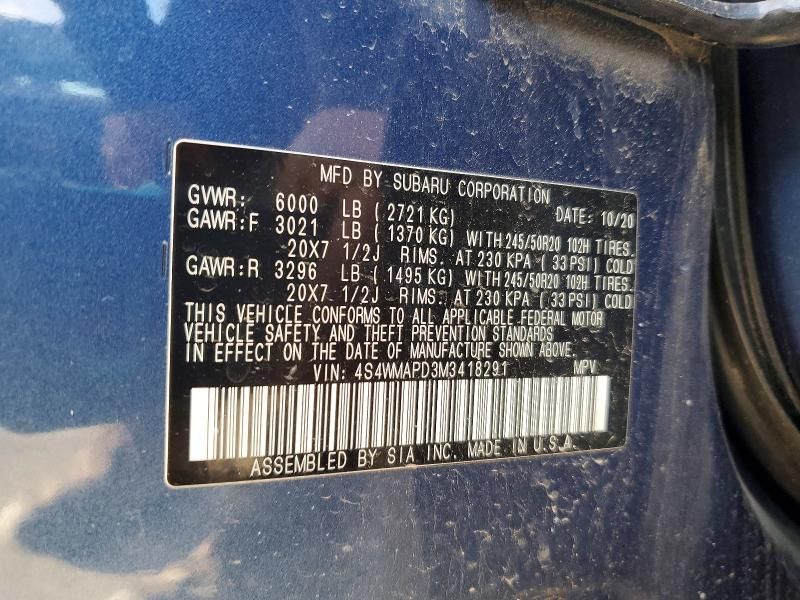 MFD BY SUBARU CORPORATION
GVWR: 6000 LB (2721 KG) DATE: 10/20
GAWR:F 3021 LB (1370 KG) WITH 245/50R20 102H TIRES.
20X7 1/2J RIMS. AT 230 KPA (33 PSI) COLD
GAWR:R 3296 LB (1495 KG) WITH 245/50R20 102H TIRES.
20X7 1/2J RIMS. AT 230 KPA (33 PSI) COLD
THIS VEHICLE CONFORMS TO ALL APPLICABLE FEDERAL MOTOR
VEHICLE SAFETY AND THEFT PREVENTION STANDARDS
IN EFFECT ON THE DATE OF MANUFACTURE SHOWN ABOVE.
VIN: 4S4WMAPD3M3418291 MPV
ASSEMBLED BY SIA INC. MADE IN U.S.A.